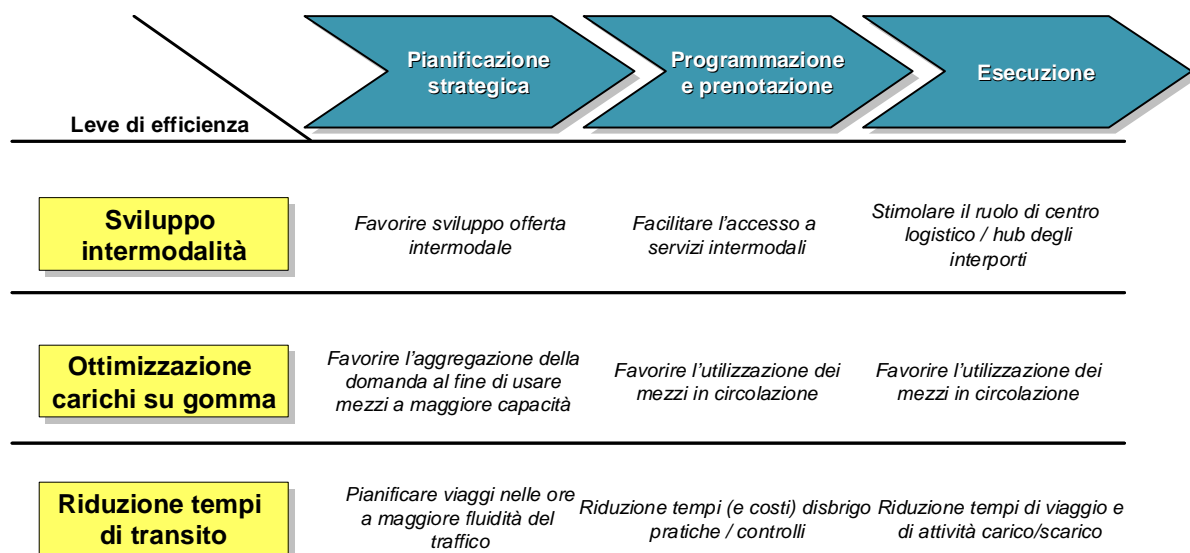 Pianificazione
strategica
Programmazione
e prenotazione
Esecuzione
Leve di efficienza
Sviluppo
intermodalità
Favorire sviluppo offerta
intermodale
Facilitare l'accesso a
servizi intermodali
Stimolare il ruolo di centro
logistico / hub degli
interporti
Ottimizzazione
carichi su gomma
Favorire l'aggregazione della
domanda al fine di usare
mezzi a maggiore capacità
Favorire l'utilizzazione dei
mezzi in circolazione
Favorire l'utilizzazione dei
mezzi in circolazione
Riduzione tempi
di transito
Pianificare viaggi nelle ore
a maggiore fluidità del
traffico
Riduzione tempi (e costi) disbrigo
pratiche / controlli
Riduzione tempi di viaggio e
di attività carico/scarico